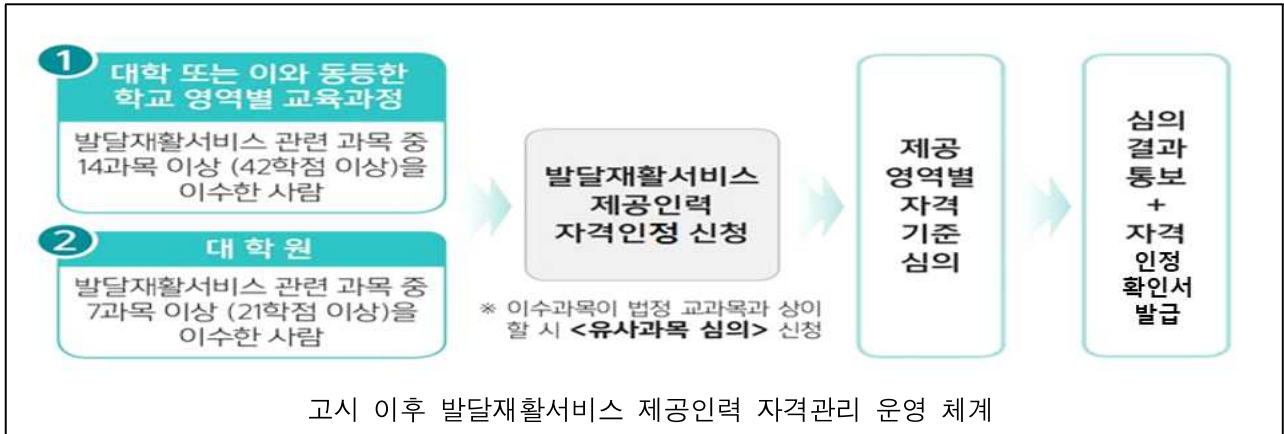 1
대학 또는 이와 동등한
학교 영역별 교육과정
발달재활서비스 관련 과목 중
14과목 이상 (42학점 이상)을
이수한 사람
2
대 학 원
발달재활서비스 관련 과목 중
7과목 이상 (21학점 이상)을
이수한 사람
발달재활서비스
제공인력
자격인정 신청
※ 이수과목이 법정 교과목과 상이
할 시 <유사과목 심의> 신청
제공
영역별
자격
기준
심의
심의
결과
통보
+
자격
인정
확인서
발급
고시 이후 발달재활서비스 제공인력 자격관리 운영 체계